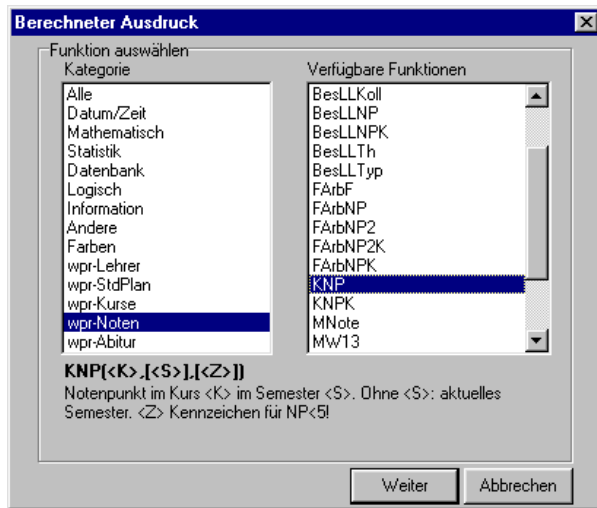 Berechneter Ausdruck
Funktion auswählen
Kategorie
Alle
Datum/Zeit
Mathematisch
Statistik
Datenbank
Logisch
Information
Andere
Farben
wpr-Lehrer
wpr-StdPlan
wpr-Kurse
wpr-Noten
wpr-Abitur
Verfügbare Funktionen
BesLLKoll
BesLLNP
BesLLNPK
BesLLTh
BesLLTyp
FArbF
FArbNP
FArbNP2
FArbNP2K
FArbNPK
KNP
KNPK
MNote
MW13
KNP(<K>,[<S>],[<Z>])
Notenpunkt im Kurs <K> im Semester <S>. Ohne <S>: aktuelles
Semester. <Z> Kennzeichen für NP<5!
Weiter
Abbrechen